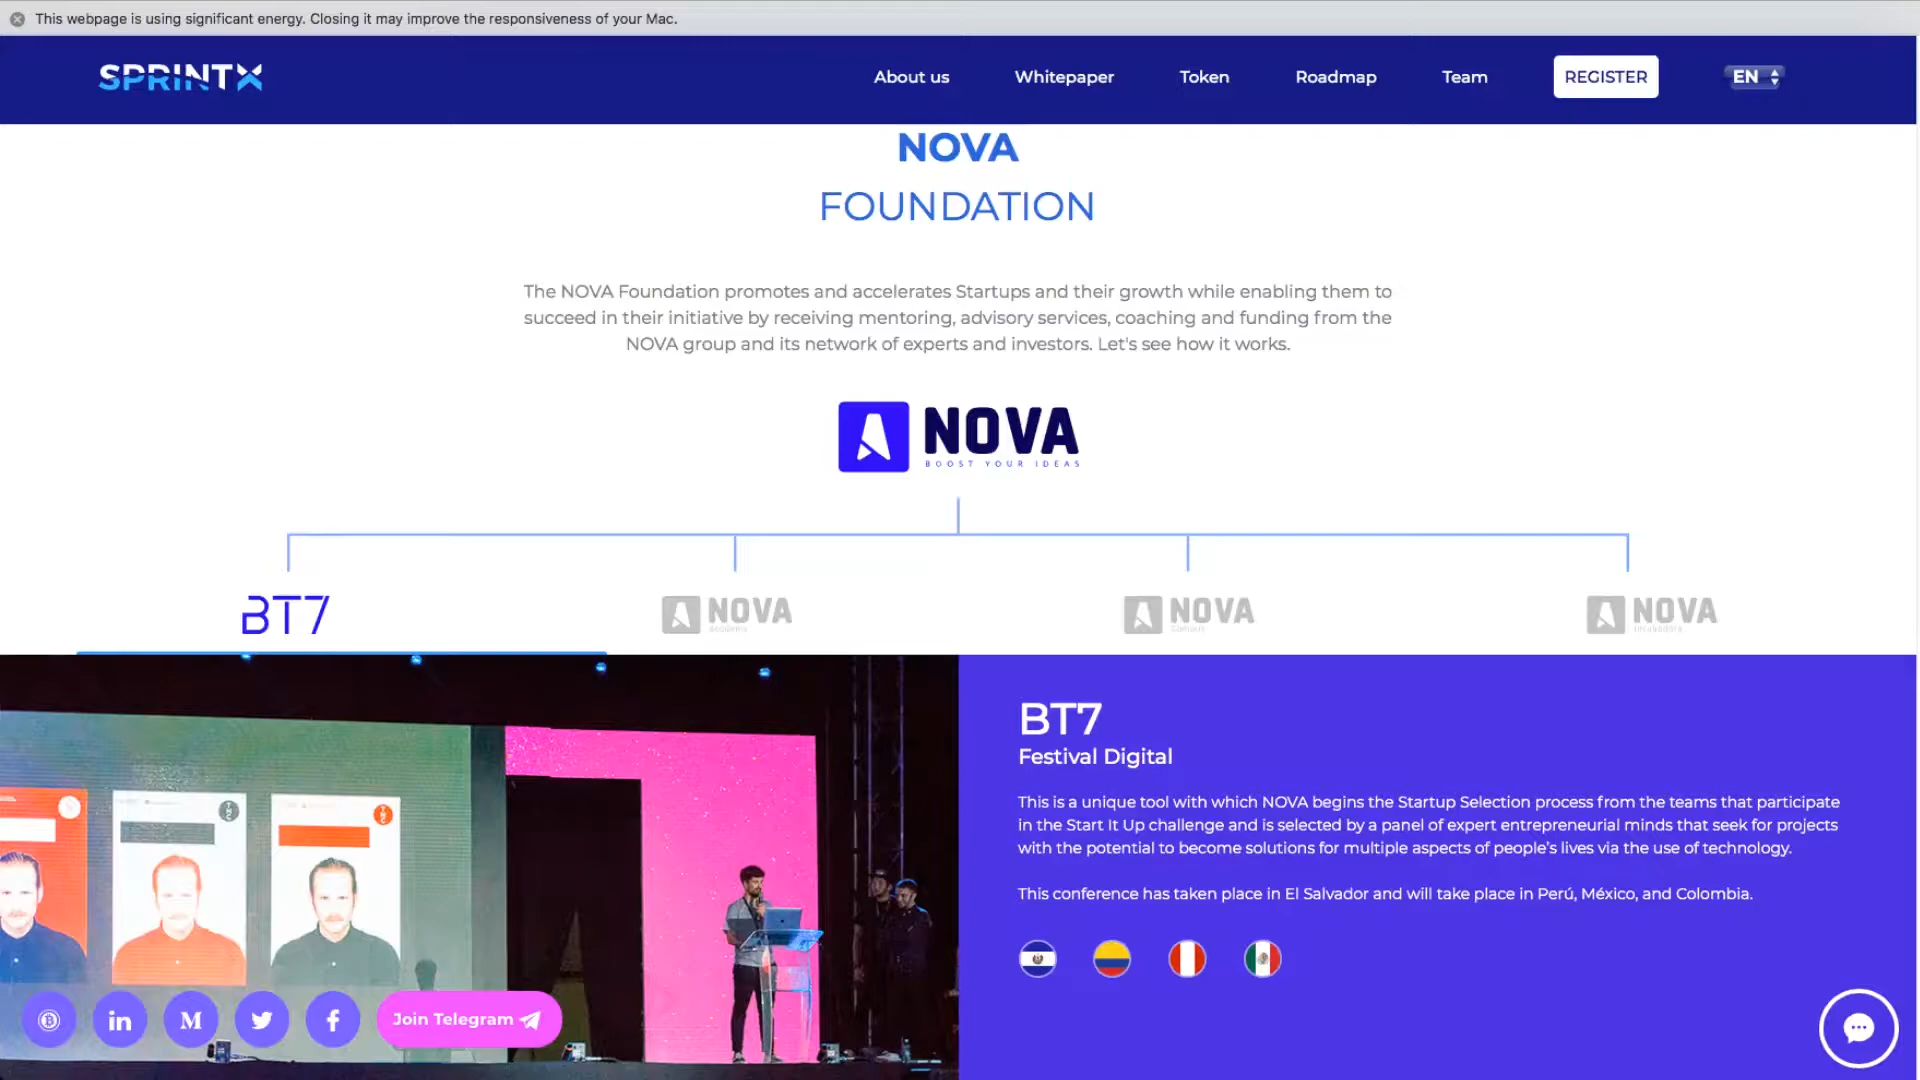 This webpage is using significant energy. Closing it may improve the responsiveness of your Mac.
SPRINTX
About us
Whitepaper
Token
Roadmap
Team
REGISTER
EN
NOVA
FOUNDATION
The NOVA Foundation promotes and accelerates Startups and their growth while enabling them to
succeed in their initiative by receiving mentoring, advisory services, coaching and funding from the
NOVA group and its network of experts and investors. Let's see how it works.
NOVA
BOOST YOUR IDEAS
BT7
NOVA
NOVA
NOVA
BT7
Festival Digital
This is a unique tool with which NOVA begins the Startup Selection process from the teams that participate
in the Start It Up challenge and is selected by a panel of expert entrepreneurial minds that seek for projects
with the potential to become solutions for multiple aspects of people's lives via the use of technology.
This conference has taken place in El Salvador and will take place in Perú, México, and Colombia.
in
M
f
Join Telegram